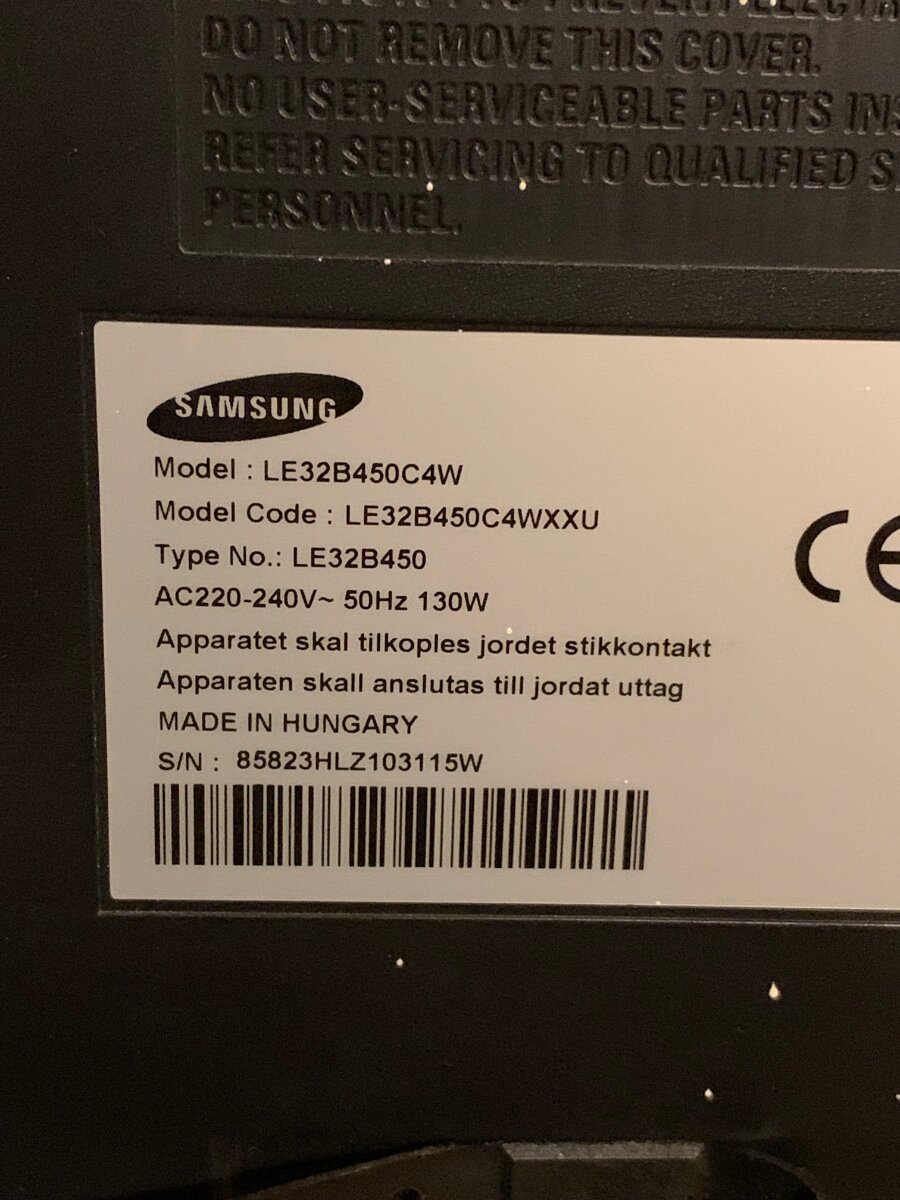 DO NOT REMOVE THIS COVER.
NO USER-SERVICEABLE PARTS
REFER SERVICING TO QUALIFIED
PERSONNEL.
SAMSUNG
Model : LE32B450C4W
Model Code : LE32B450C4WXXU
CE
Type No.: LE32B450
AC220-240V~ 50Hz 130W
Apparatet skal tilkoples jordet stikkontakt
Apparaten skall anslutas till jordat uttag
MADE IN HUNGARY
S/N : 85823HLZ103115W